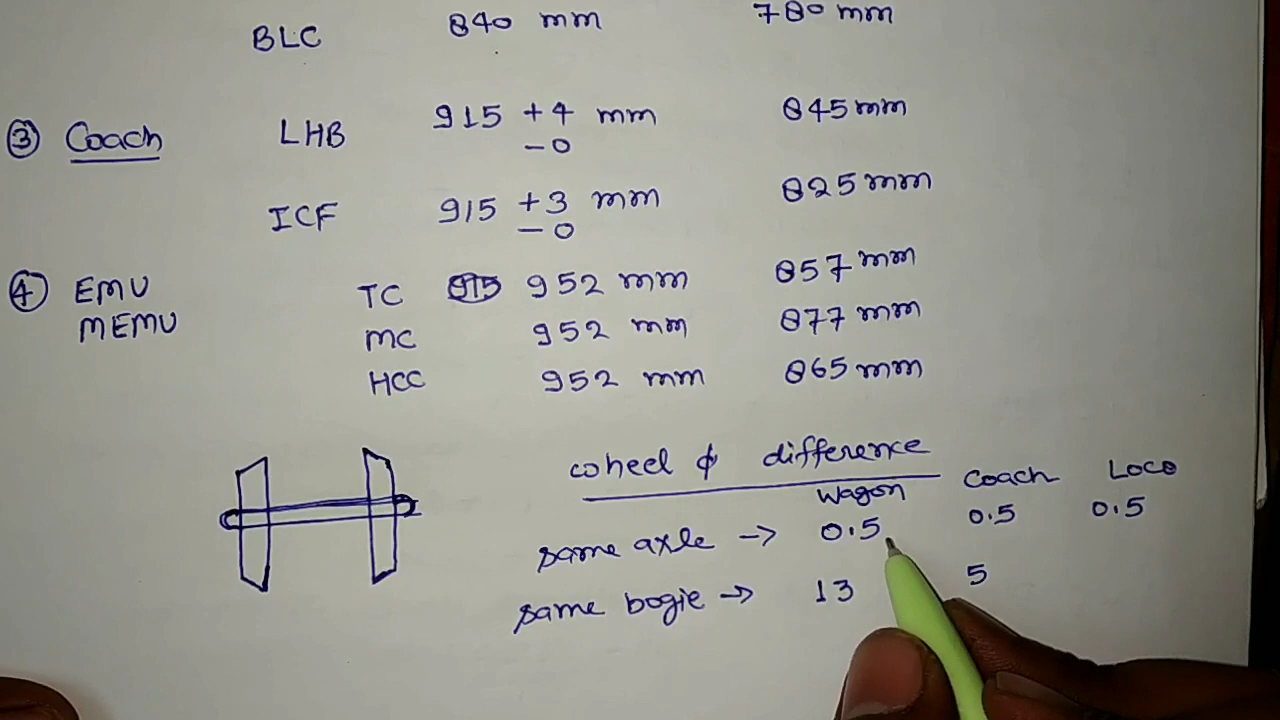 BLC 840 mm 780 mm
③ Coach LHB 915 +4 mm 845 mm
-0
ICF 915 +3 mm 825 mm
-0
④ EMU TC 952 mm 857 mm
MEMU MC 952 mm 877 mm
HCC 952 mm 865 mm
wheel ϕ difference
Wagon Coach Loco
same axle → 0.5 0.5 0.5
same bogie → 13 5